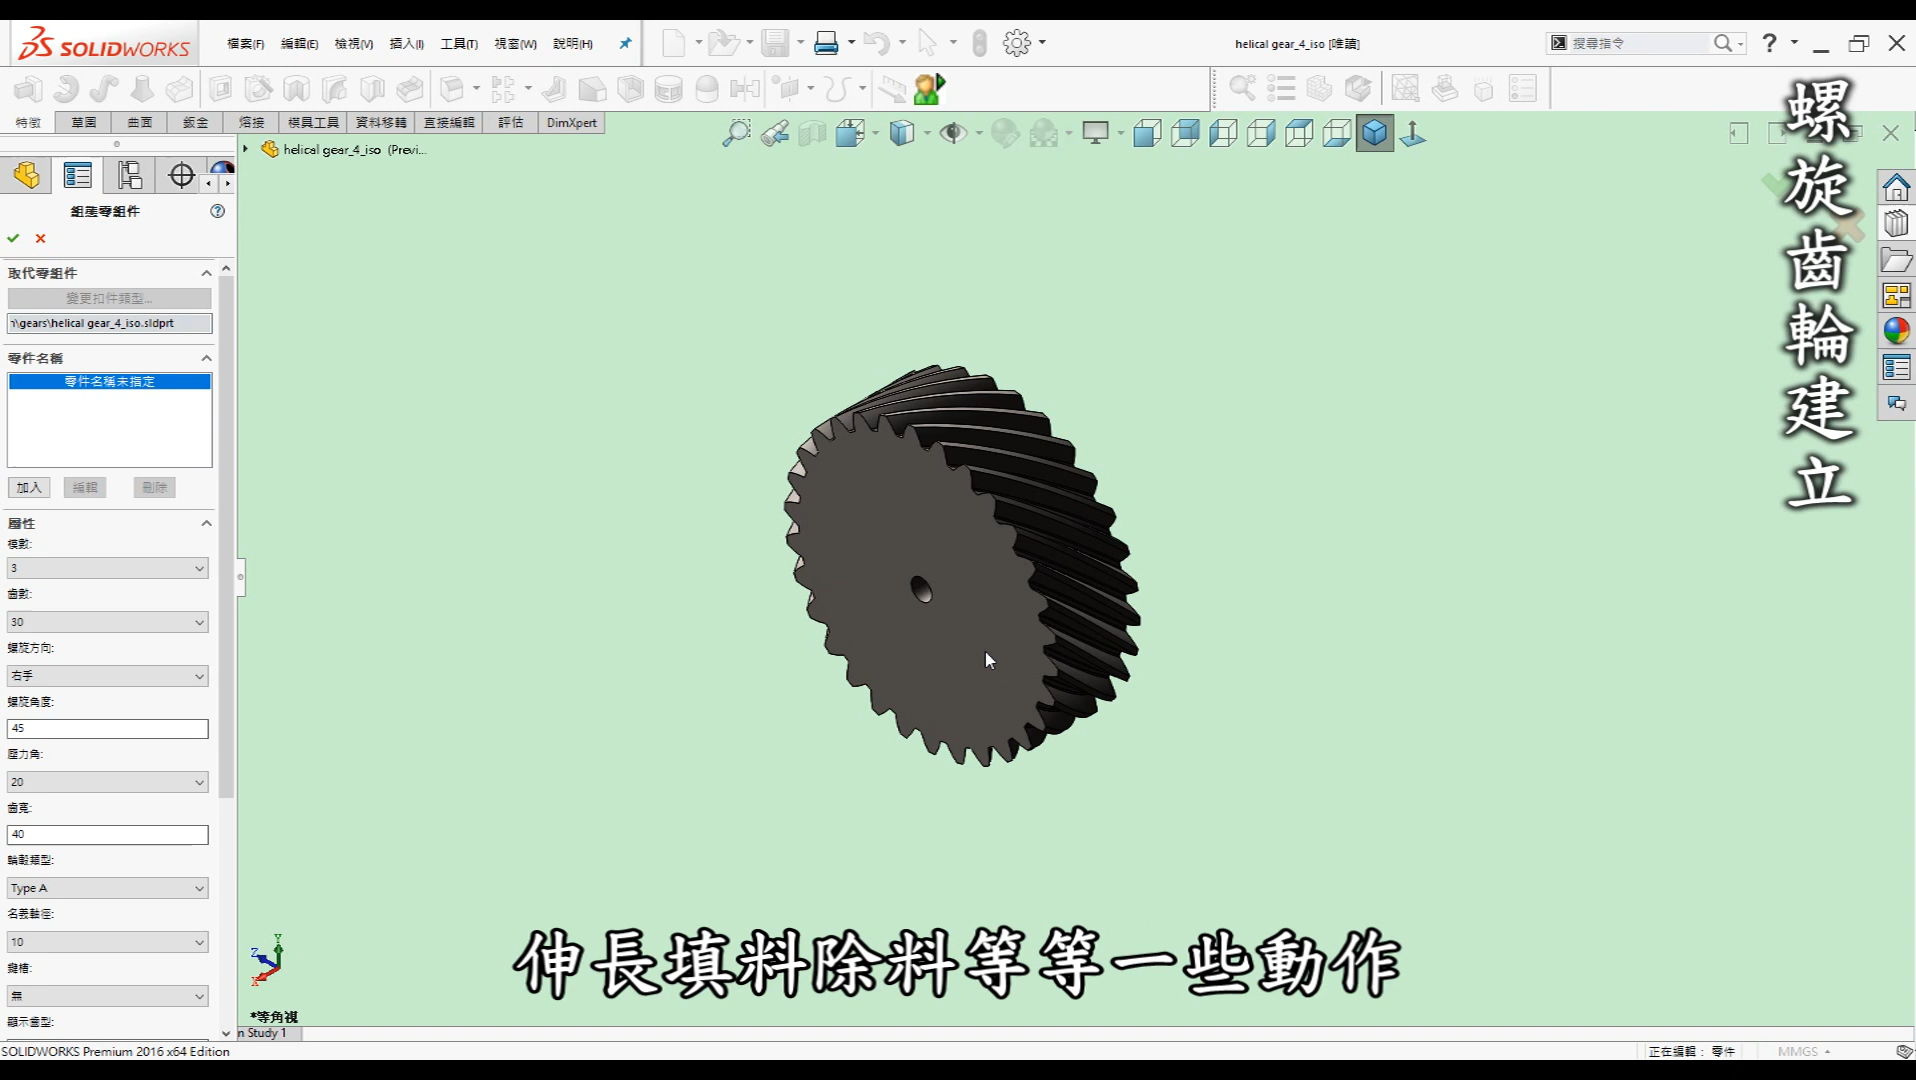 SOLIDWORKS
檔案(F) 編輯(E) 檢視(V) 插入(I) 工具(T) 視窗(W) 說明(H)
helical gear_4_iso [唯讀]
搜尋指令
特徵 草圖 曲面 鈑金 熔接 模具工具 資料移轉 直接編輯 評估 DimXpert
helical gear_4_iso (Previ...
組態零組件
取代零組件
變更扣件類型...
\gears\helical gear_4_iso.sldprt
零件名稱
零件名稱未指定
加入 編輯 刪除
屬性
模數:
3
齒數:
30
螺旋方向:
右手
螺旋角度:
45
壓力角:
20
齒寬:
40
輪轂類型:
Type A
名義軸徑:
10
鍵槽:
無
顯示齒型:
螺旋齒輪建立
伸長填料除料等等一些動作
Y
Z
X
*等角視
n Study 1
SOLIDWORKS Premium 2016 x64 Edition
正在編輯： 零件
MMGS